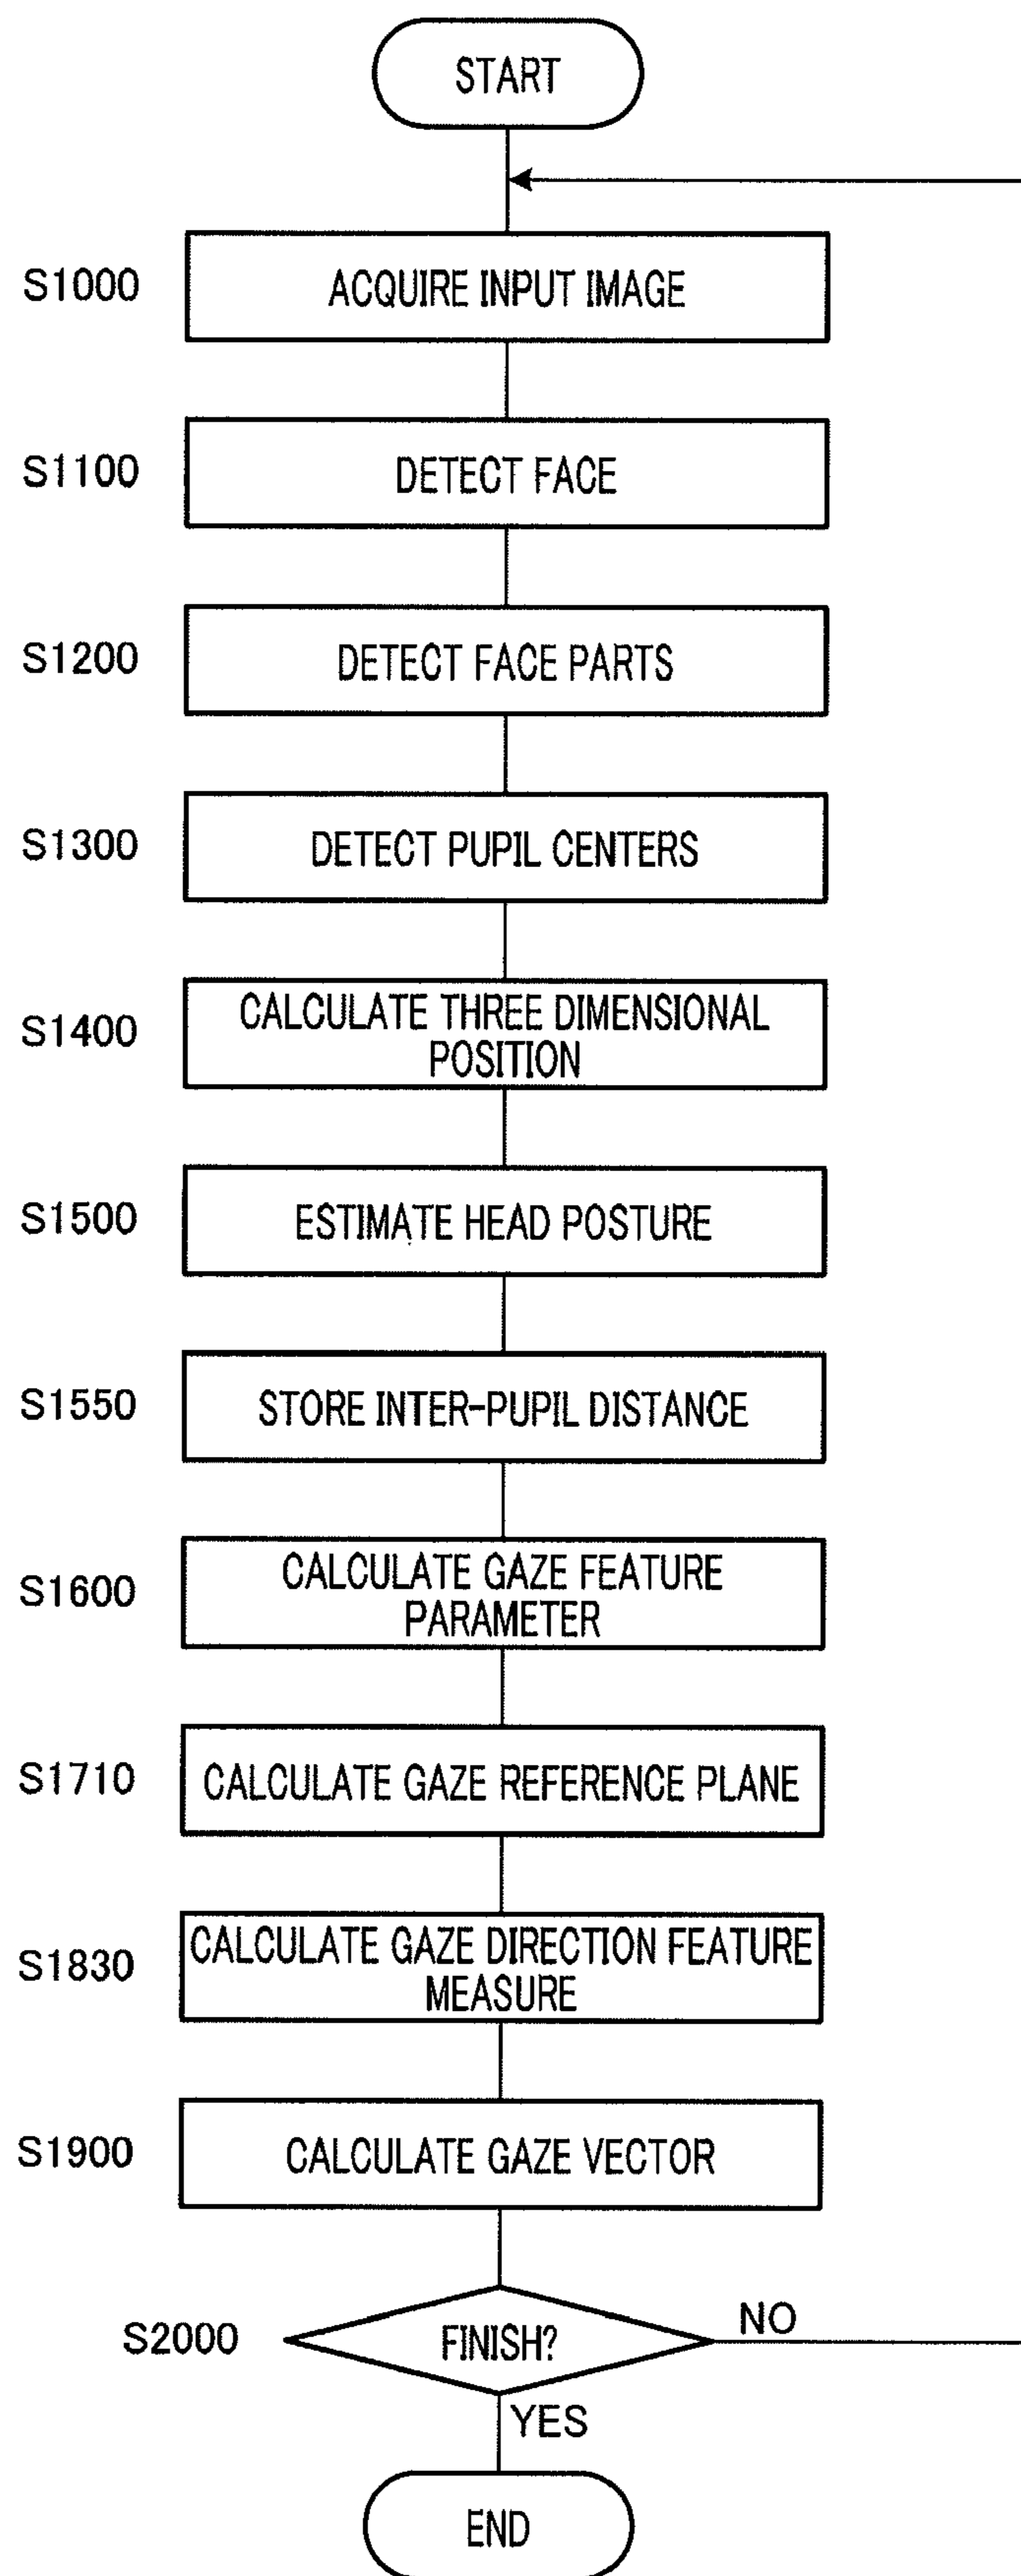 START
S1000
ACQUIRE INPUT IMAGE
S1100
DETECT FACE
S1200
DETECT FACE PARTS
S1300
DETECT PUPIL CENTERS
S1400
CALCULATE THREE DIMENSIONAL
POSITION
S1500
ESTIMATE HEAD POSTURE
S1550
STORE INTER-PUPIL DISTANCE
S1600
CALCULATE GAZE FEATURE
PARAMETER
S1710
CALCULATE GAZE REFERENCE PLANE
S1830
CALCULATE GAZE DIRECTION FEATURE
MEASURE
S1900
CALCULATE GAZE VECTOR
S2000
FINISH?
NO
YES
END